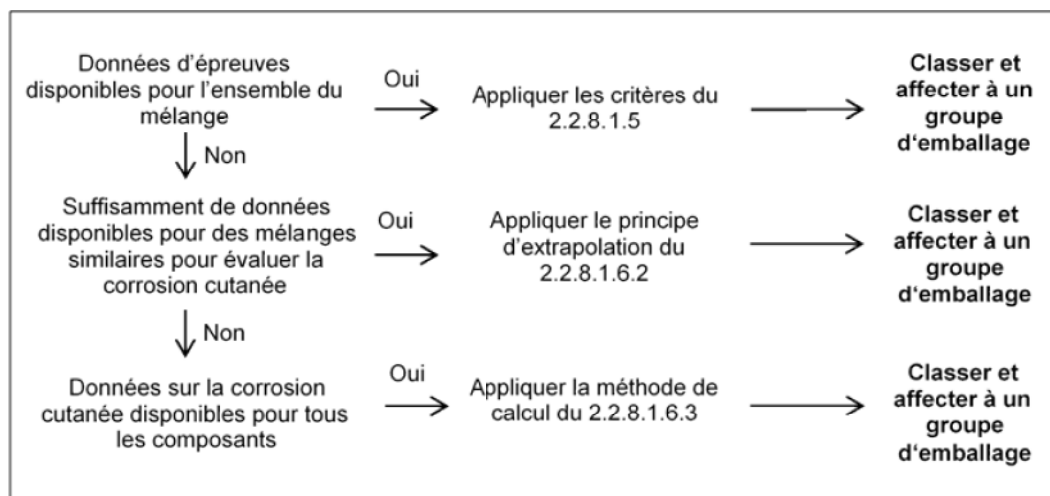 Données d'épreuves
disponibles pour l'ensemble du
mélange
Oui
Appliquer les critères du
2.2.8.1.5
Classer et
affecter à un
groupe
d'emballage
Non
Suffisamment de données
disponibles pour des mélanges
similaires pour évaluer la
corrosion cutanée
Oui
Appliquer le principe
d'extrapolation du
2.2.8.1.6.2
Classer et
affecter à un
groupe
d'emballage
Non
Données sur la corrosion
cutanée disponibles pour tous
les composants
Oui
Appliquer la méthode de
calcul du 2.2.8.1.6.3
Classer et
affecter à un
groupe
d'emballage